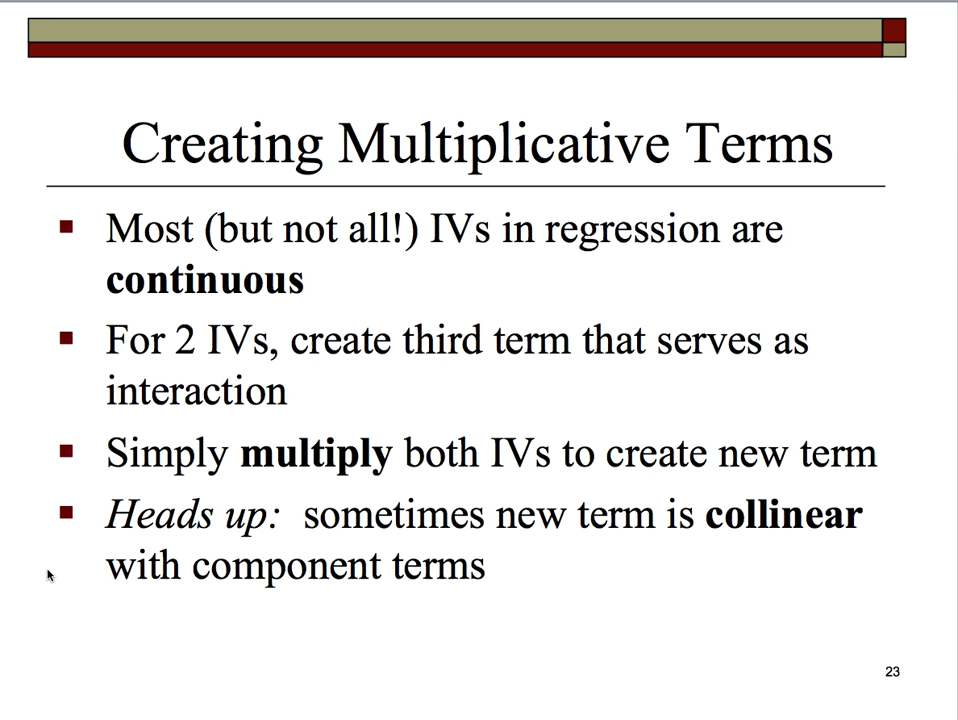 Creating Multiplicative Terms
Most (but not all!) IVs in regression are
continuous
For 2 IVs, create third term that serves as
interaction
Simply multiply both IVs to create new term
Heads up: sometimes new term is collinear
with component terms
23